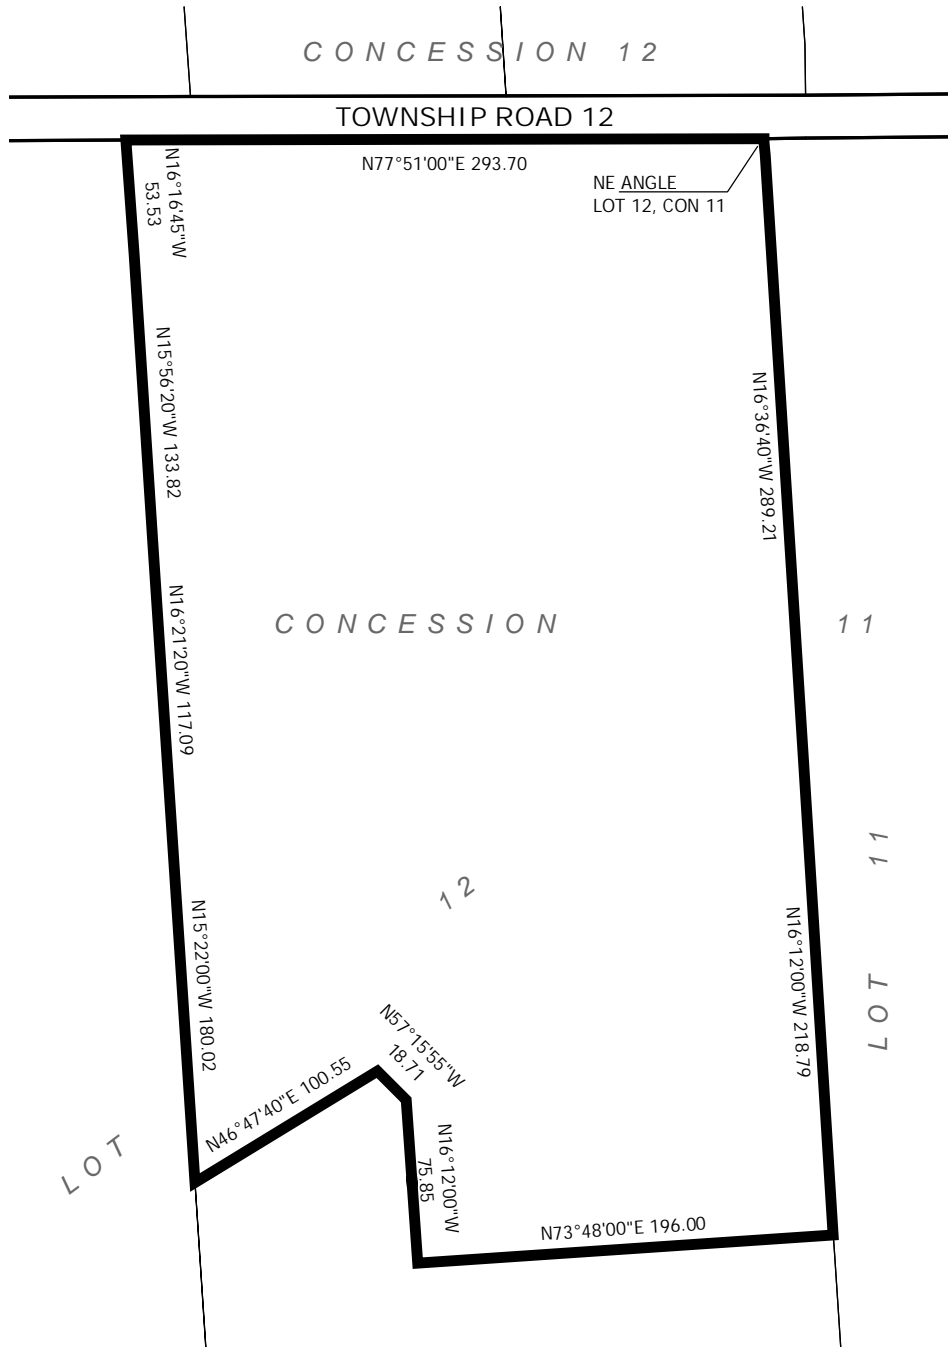 CONCESSION 12
TOWNSHIP ROAD 12
N77°51'00"E 293.70
NE ANGLE
LOT 12, CON 11
N16°16'45"W
53.53
N15°56'20"W 133.82
N16°36'40"W 289.21
N16°21'20"W 117.09
CONCESSION 11
LOT 11
LOT 12
N15°22'00"W 180.02
N16°12'00"W 218.79
N57°15'55"W
18.71
N46°47'40"E 100.55
N16°12'00"W
75.85
N73°48'00"E 196.00